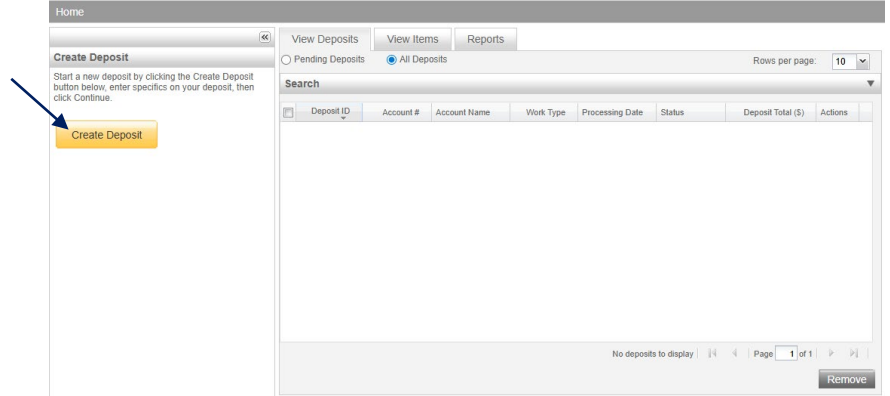 Home
Create Deposit
Start a new deposit by clicking the Create Deposit
button below, enter specifics on your deposit, then
click Continue.
Create Deposit
View Deposits View Items Reports
Pending Deposits All Deposits Rows per page: 10
Search
Deposit ID Account # Account Name Work Type Processing Date Status Deposit Total ($) Actions
No deposits to display Page 1 of 1
Remove